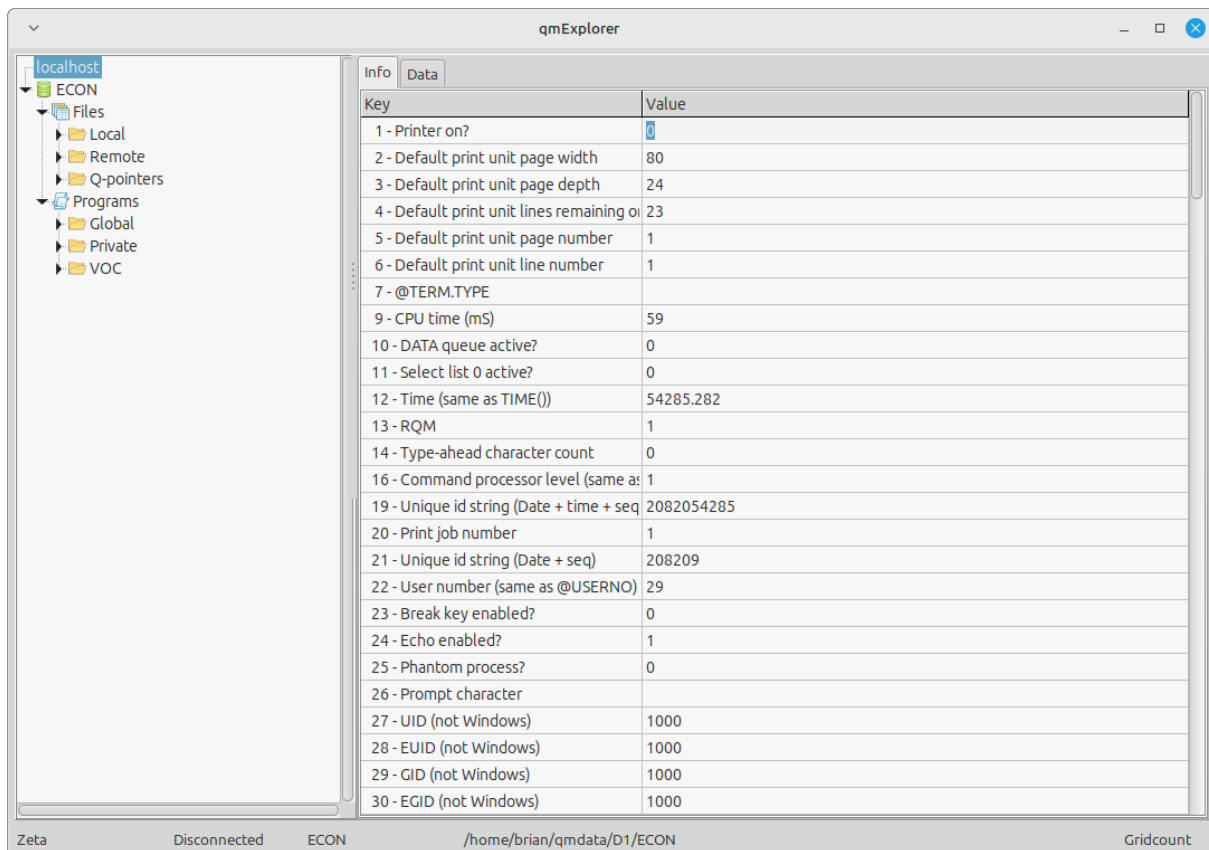 qmExplorer
localhost
ECON
Files
Local
Remote
Q-pointers
Programs
Global
Private
VOC
Info Data
Key Value
1 - Printer on? 0
2 - Default print unit page width 80
3 - Default print unit page depth 24
4 - Default print unit lines remaining o 23
5 - Default print unit page number 1
6 - Default print unit line number 1
7 - @TERM.TYPE
9 - CPU time (mS) 59
10 - DATA queue active? 0
11 - Select list 0 active? 0
12 - Time (same as TIME()) 54285.282
13 - RQM 1
14 - Type-ahead character count 0
16 - Command processor level (same as 1
19 - Unique id string (Date + time + seq 2082054285
20 - Print job number 1
21 - Unique id string (Date + seq) 208209
22 - User number (same as @USERNO) 29
23 - Break key enabled? 0
24 - Echo enabled? 1
25 - Phantom process? 0
26 - Prompt character
27 - UID (not Windows) 1000
28 - EUID (not Windows) 1000
29 - GID (not Windows) 1000
30 - EGID (not Windows) 1000
Zeta Disconnected ECON /home/brian/qmdata/D1/ECON Gridcount